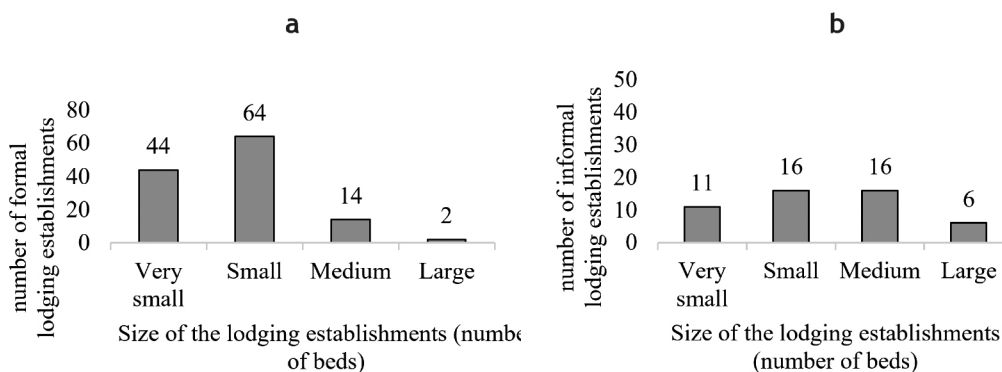 a
number of formal
lodging establishments
80
60
40
20
0
44
64
14
2
Very
small
Small
Medium
Large
Size of the lodging establishments (numbe
of beds)
b
number of informal
lodging establishments
50
40
30
20
10
0
11
16
16
6
Very
small
Small
Medium
Large
Size of the lodging establishments
(number of beds)